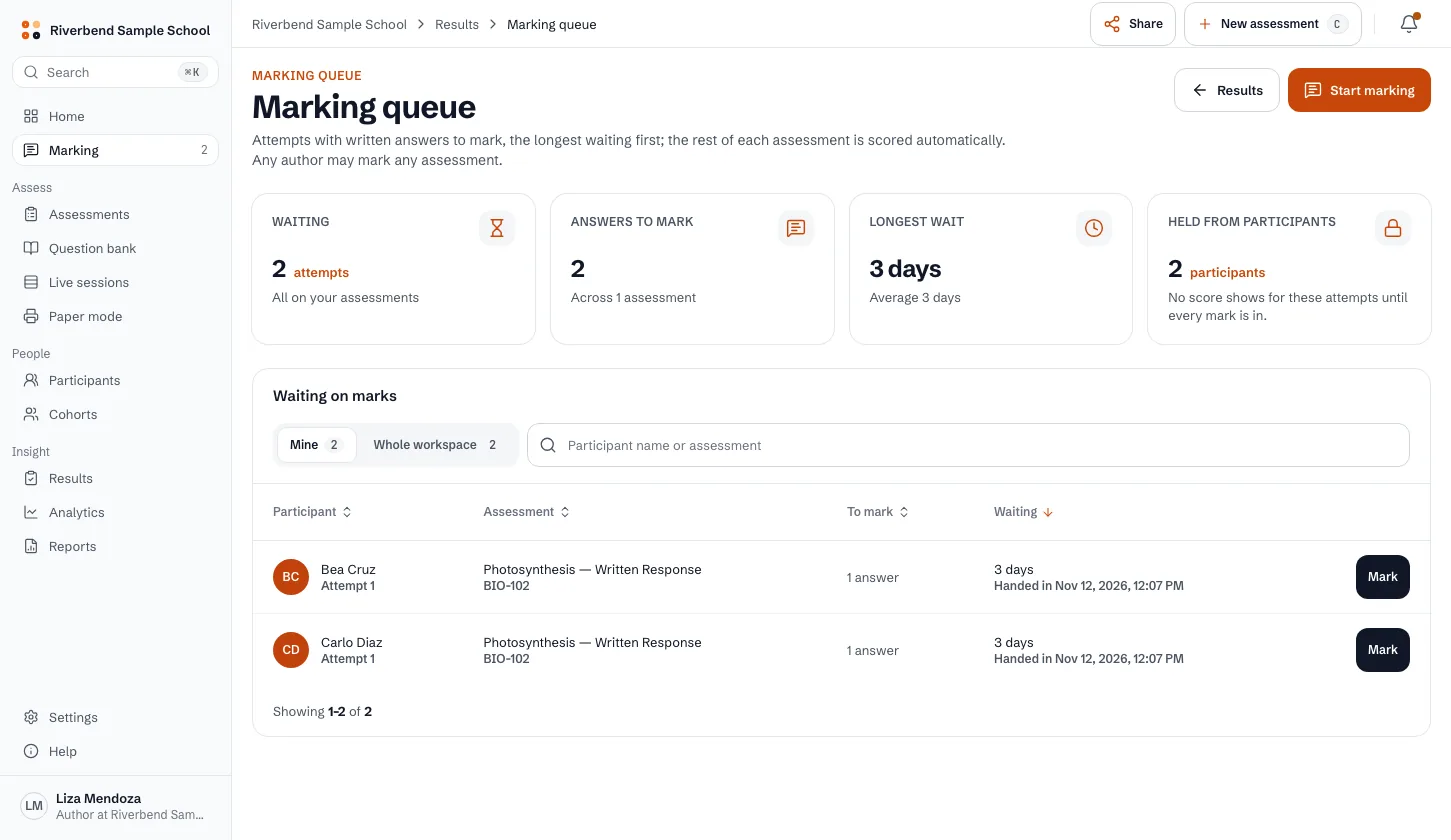 Riverbend Sample School
Search ⌘K
Home
Marking 2
Assess
Assessments
Question bank
Live sessions
Paper mode
People
Participants
Cohorts
Insight
Results
Analytics
Reports
Settings
Help
LM
Liza Mendoza
Author at Riverbend Sam...
Riverbend Sample School > Results > Marking queue
Share
New assessment C
MARKING QUEUE
Marking queue
Attempts with written answers to mark, the longest waiting first; the rest of each assessment is scored automatically.
Any author may mark any assessment.
Results
Start marking
WAITING
2 attempts
All on your assessments
ANSWERS TO MARK
2
Across 1 assessment
LONGEST WAIT
3 days
Average 3 days
HELD FROM PARTICIPANTS
2 participants
No score shows for these attempts until
every mark is in.
Waiting on marks
Mine 2 Whole workspace 2
Participant name or assessment
Participant Assessment To mark Waiting
BC
Bea Cruz
Attempt 1
Photosynthesis — Written Response
BIO-102
1 answer
3 days
Handed in Nov 12, 2026, 12:07 PM
Mark
CD
Carlo Diaz
Attempt 1
Photosynthesis — Written Response
BIO-102
1 answer
3 days
Handed in Nov 12, 2026, 12:07 PM
Mark
Showing 1–2 of 2